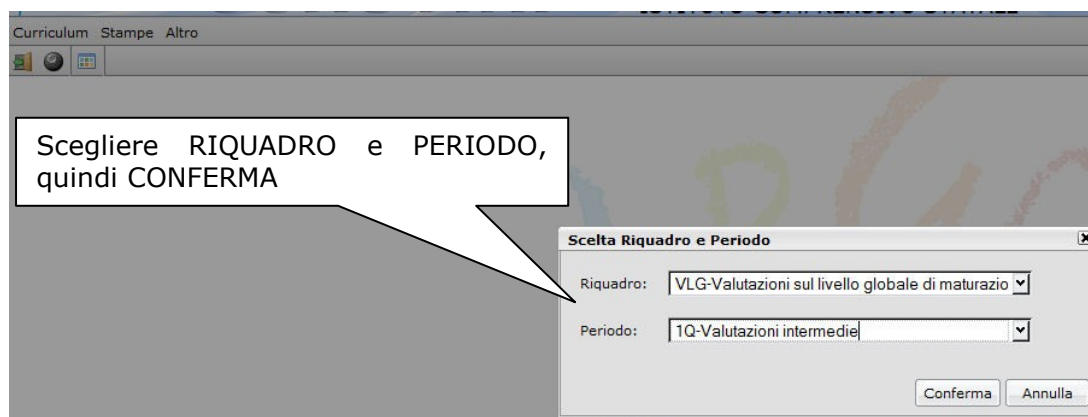 Curriculum Stampe Altro
Scegliere RIQUADRO e PERIODO,
quindi CONFERMA
Scelta Riquadro e Periodo
Riquadro: VLG-Valutazioni sul livello globale di maturazio
Periodo: 1Q-Valutazioni intermedie
Conferma Annulla